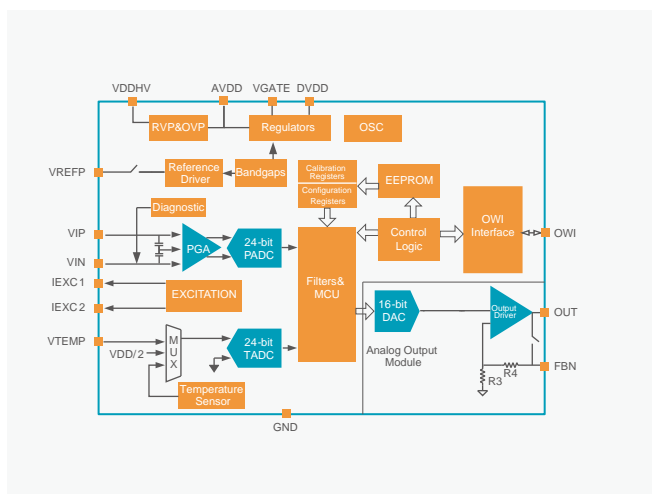 VDDHV AVDD VGATE DVDD
RVP&OVP
Regulators
OSC
VREFP
Reference
Driver
Bandgaps
Calibration
Registers
Configuration
Registers
EEPROM
Diagnostic
VIP
VIN
PGA
24-bit
PADC
Control
Logic
OWI
Interface
OWI
IEXC1
IEXC2
EXCITATION
Filters&
MCU
16-bit
DAC
Output
Driver
OUT
Analog Output
Module
VTEMP
VDD/2
M
U
X
24-bit
TADC
R4
R3
FBN
Temperature
Sensor
GND